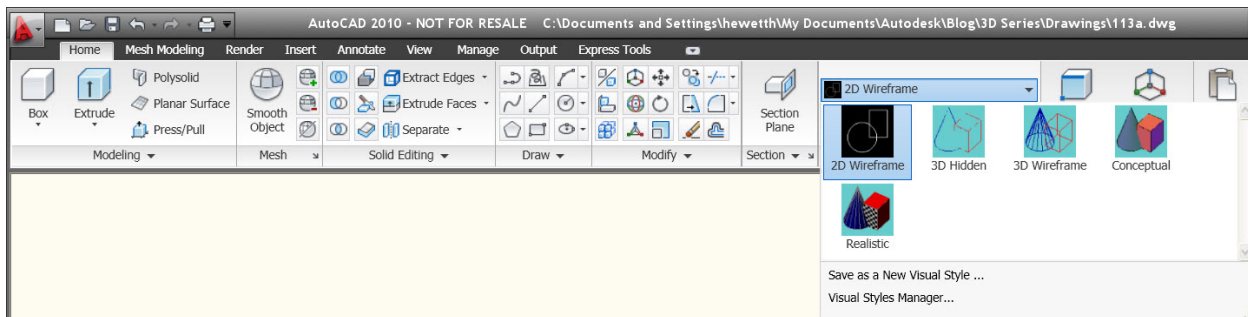 AutoCAD 2010 - NOT FOR RESALE C:\Documents and Settings\hewetth\My Documents\Autodesk\Blog\3D Series\Drawings\113a.dwg
Home Mesh Modeling Render Insert Annotate View Manage Output Express Tools
Box
Extrude
Polysolid
Planar Surface
Press/Pull
Smooth
Object
Extract Edges
Extrude Faces
Separate
Section
Plane
2D Wireframe
Modeling Mesh Solid Editing Draw Modify Section
2D Wireframe 3D Hidden 3D Wireframe Conceptual
Realistic
Save as a New Visual Style ...
Visual Styles Manager...